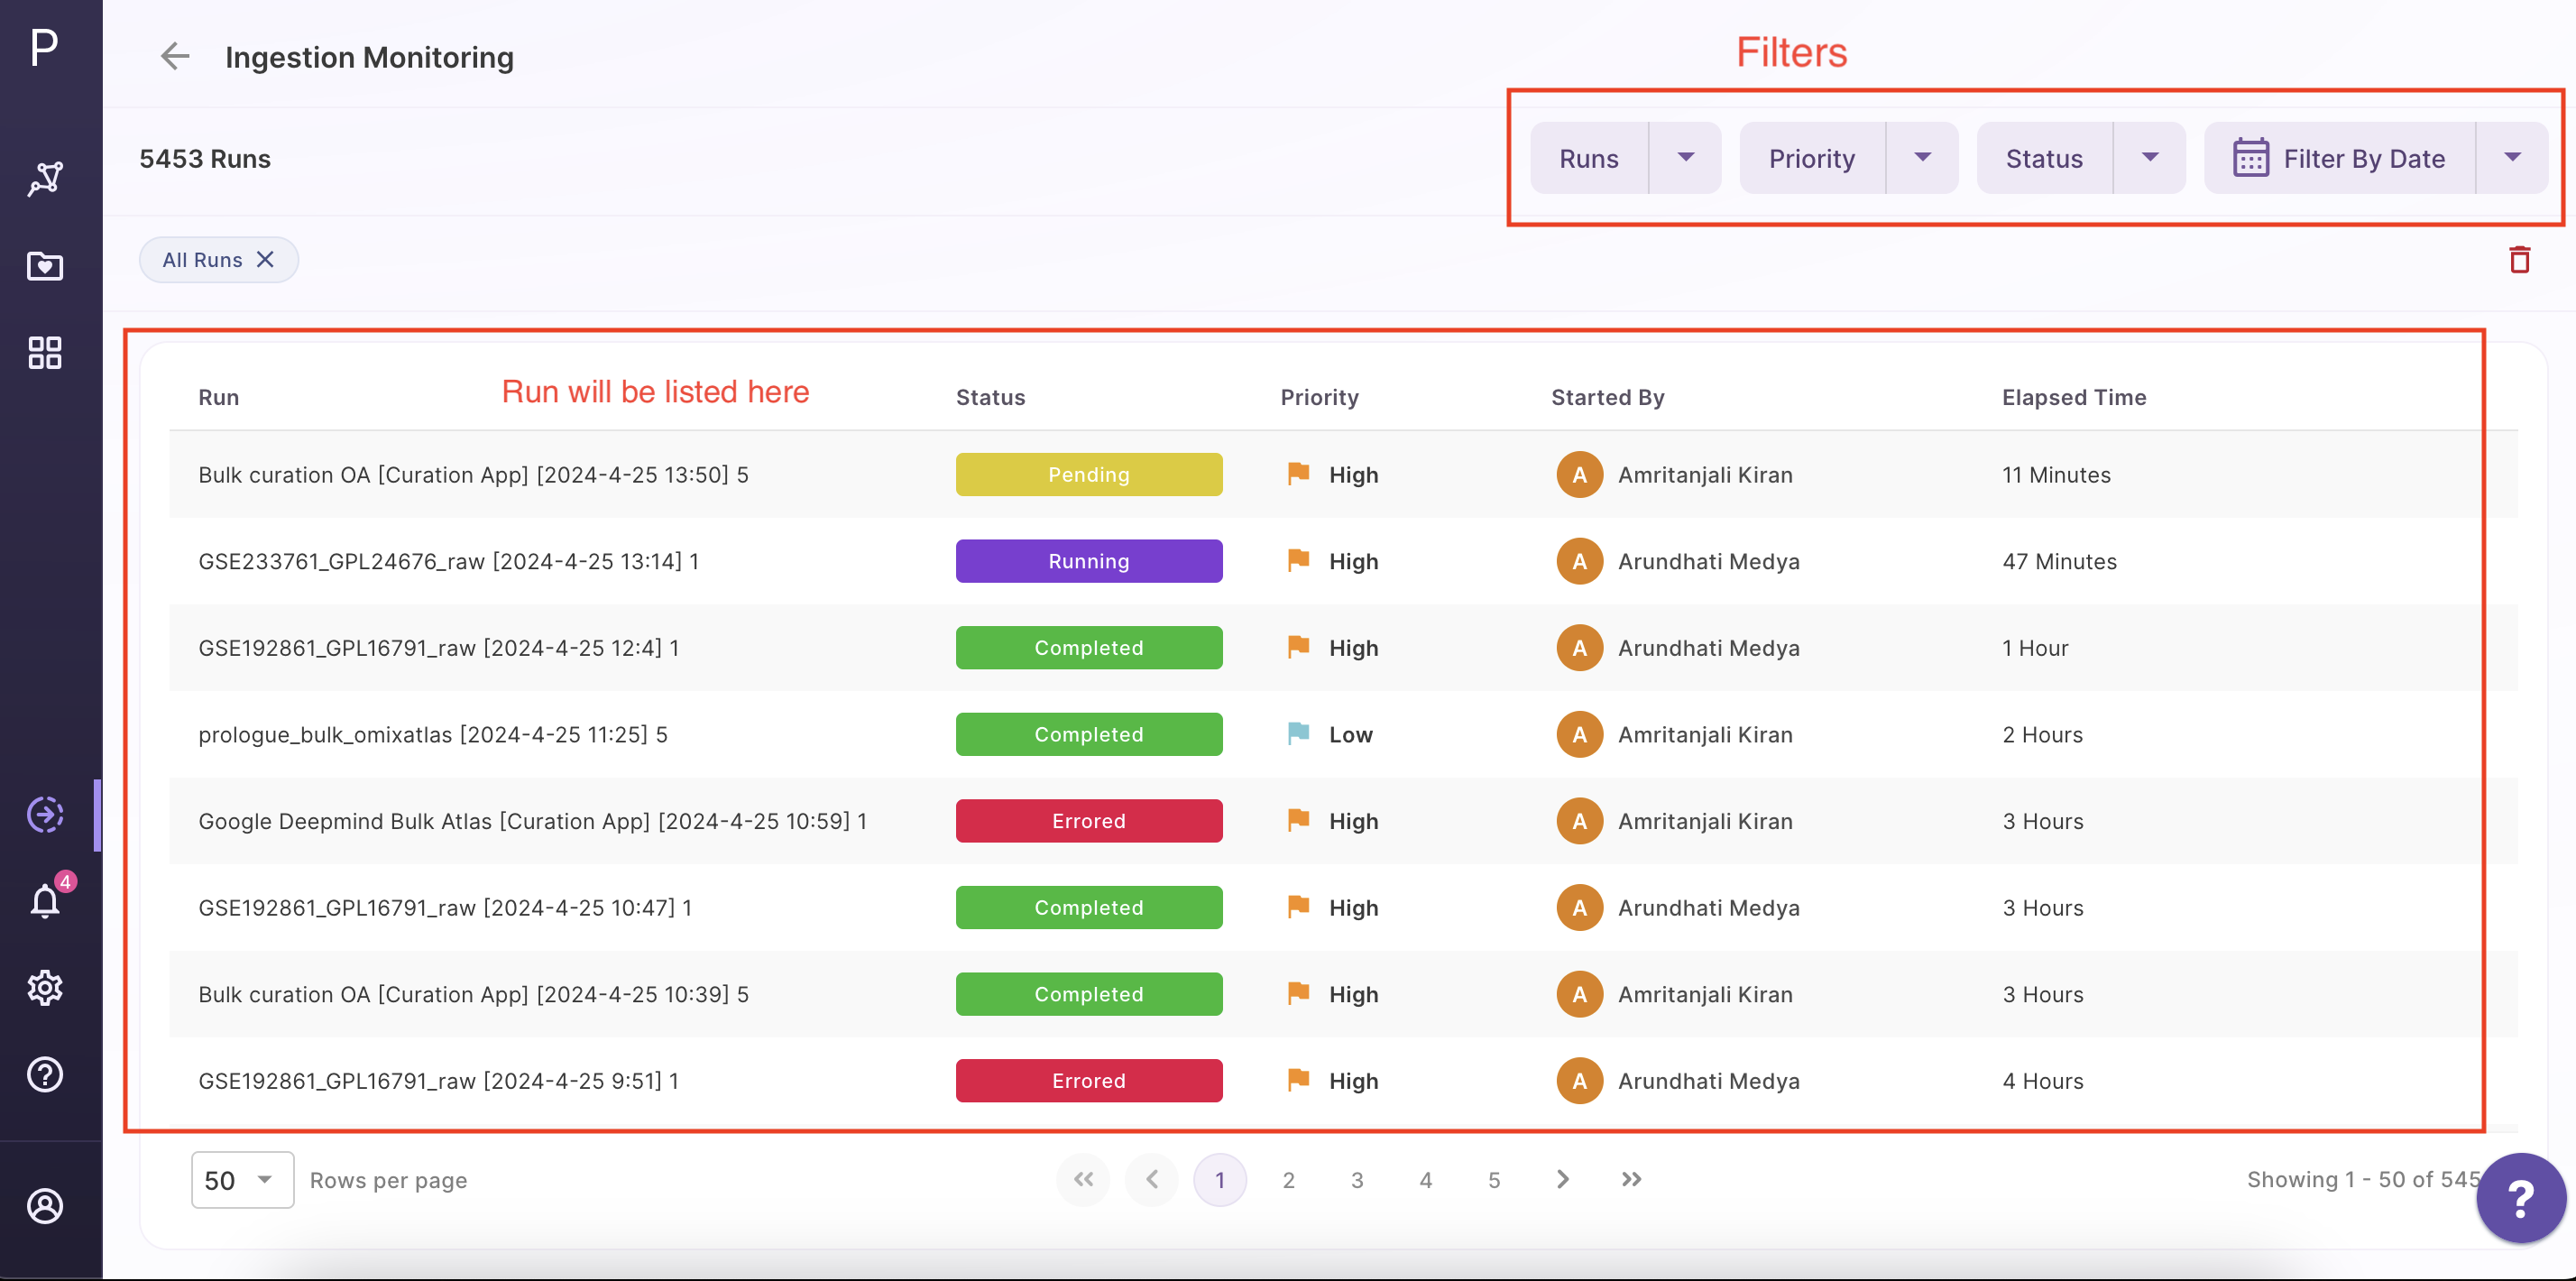 P
Ingestion Monitoring
Filters
5453 Runs
Runs
Priority
Status
Filter By Date
All Runs
Run
Run will be listed here
Status
Priority
Started By
Elapsed Time
Bulk curation OA [Curation App] [2024-4-25 13:50] 5
Pending
High
A
Amritanjali Kiran
11 Minutes
GSE233761_GPL24676_raw [2024-4-25 13:14] 1
Running
High
A
Arundhati Medya
47 Minutes
GSE192861_GPL16791_raw [2024-4-25 12:4] 1
Completed
High
A
Arundhati Medya
1 Hour
prologue_bulk_omixatlas [2024-4-25 11:25] 5
Completed
Low
A
Amritanjali Kiran
2 Hours
Google Deepmind Bulk Atlas [Curation App] [2024-4-25 10:59] 1
Errored
High
A
Amritanjali Kiran
3 Hours
4
GSE192861_GPL16791_raw [2024-4-25 10:47] 1
Completed
High
A
Arundhati Medya
3 Hours
Bulk curation OA [Curation App] [2024-4-25 10:39] 5
Completed
High
A
Amritanjali Kiran
3 Hours
GSE192861_GPL16791_raw [2024-4-25 9:51] 1
Errored
High
A
Arundhati Medya
4 Hours
50
Rows per page
1
2
3
4
5
Showing 1 - 50 of 545
?